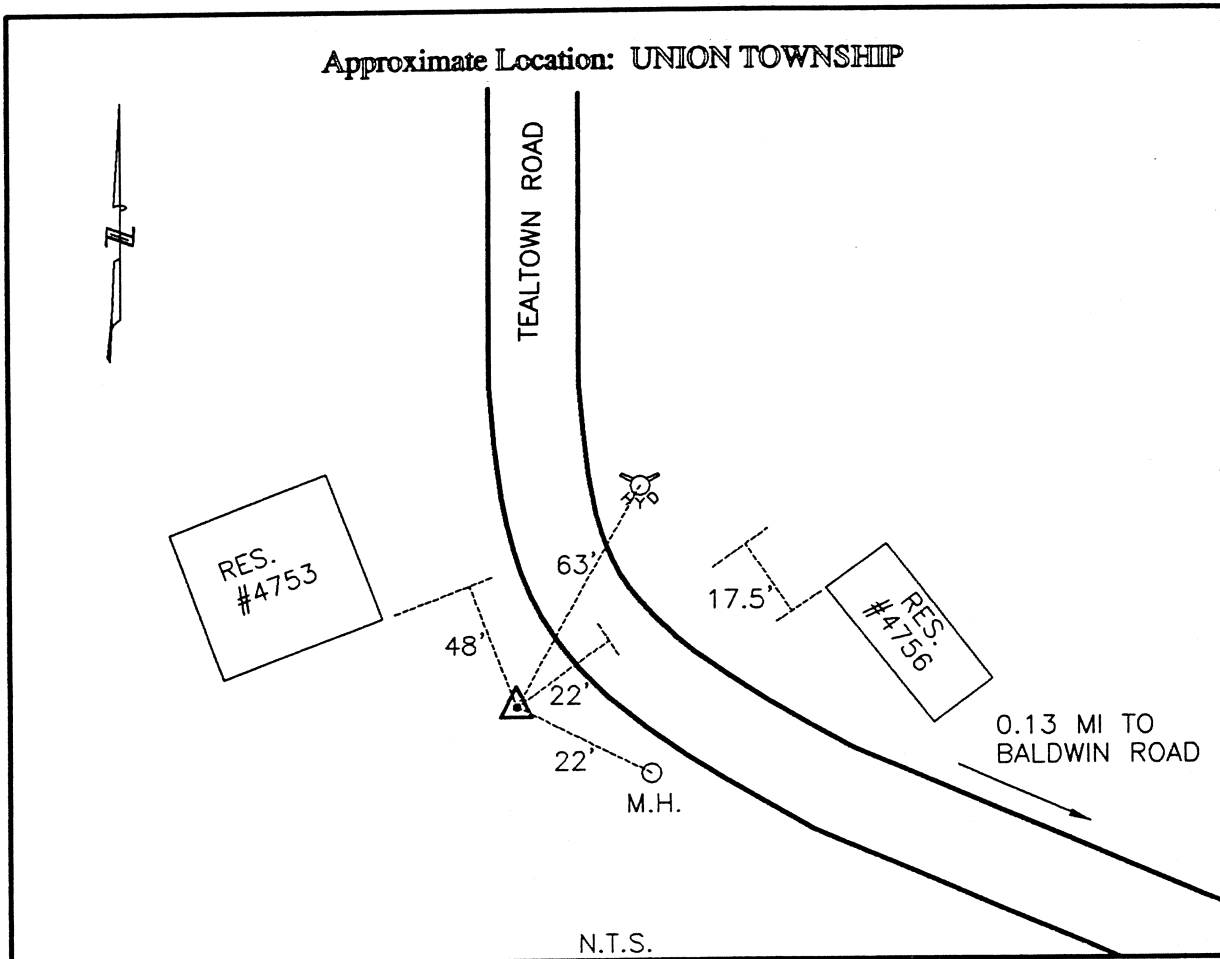 Approximate Location: UNION TOWNSHIP
TEALTOWN ROAD
N
HYD
RES.
#4753
63'
17.5'
RES.
#4756
48'
22'
22'
M.H.
0.13 MI TO
BALDWIN ROAD
N.T.S.